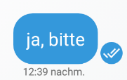 ja, bitte
12:39 nachm.